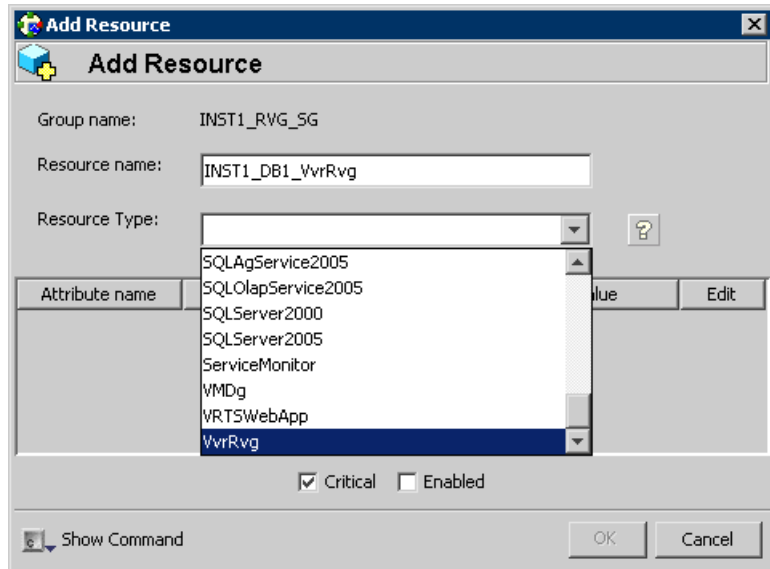 Add Resource
Add Resource
Group name: INST1_RVG_SG
Resource name: INST1_DB1_VvrRvg
Resource Type:
SQLAgService2005
SQLOlapService2005
SQLServer2000
SQLServer2005
ServiceMonitor
VMDg
VRTSWebApp
VvrRvg
Attribute name Edit
Critical Enabled
Show Command OK Cancel